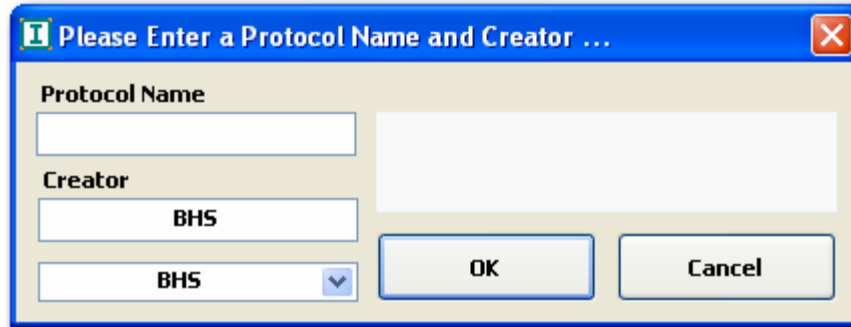 I Please Enter a Protocol Name and Creator ...
Protocol Name
Creator
BHS
BHS
OK
Cancel